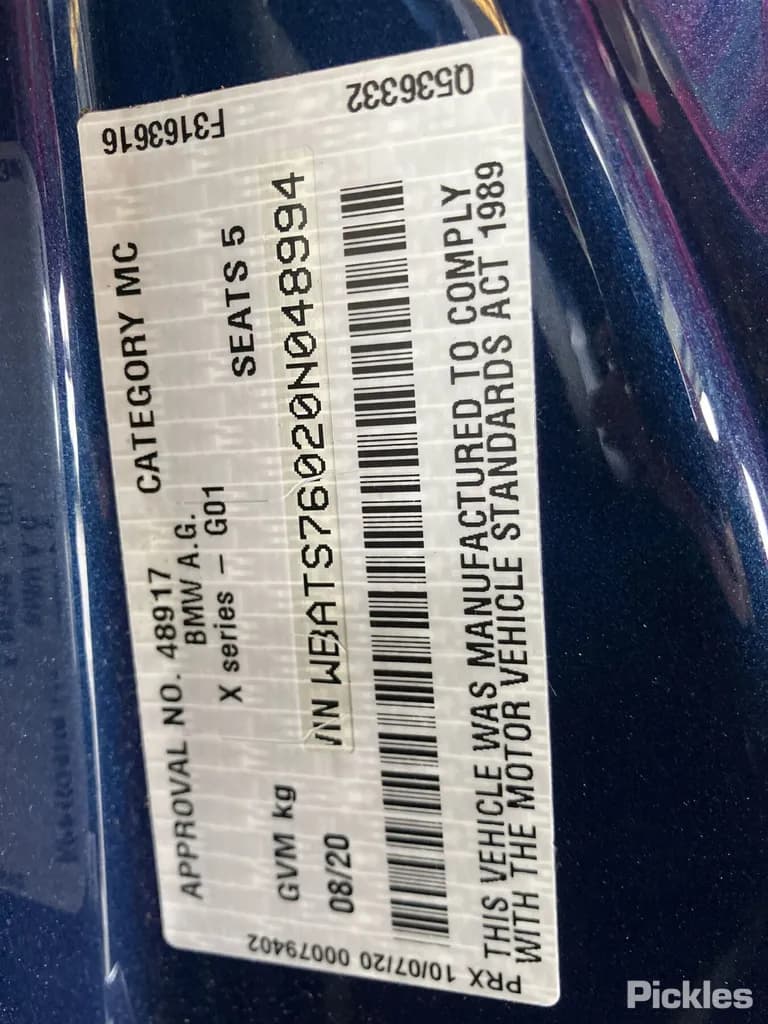 APPROVAL NO. 48917 CATEGORY MC
BMW A.G.
X series - G01 SEATS 5
GVM kg
08/20
VIN WBATS76020N048994
THIS VEHICLE WAS MANUFACTURED TO COMPLY
WITH THE MOTOR VEHICLE STANDARDS ACT 1989
PRX 10/07/20 00079402
F3163616
Q536332
Pickles